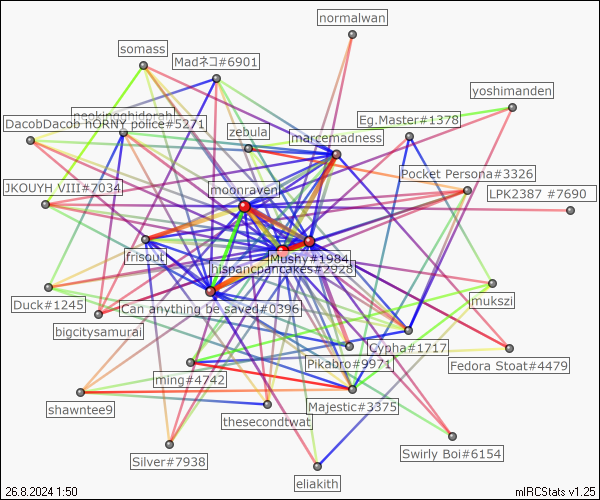 normalwan
somass
Madネコ#6901
yoshimanden
neokingghidorah
DacobDacob hORNY police#5271
Eg.Master#1378
zebula
marcemadness
Pocket Persona#3326
JKOUYH VIII#7034
moonraven
LPK2387 #7690
frisout
Mushy#1984
hispancpancakes#2928
Duck#1245
Can anything be saved#0396
mukszi
bigcitysamurai
Cypha#1717
Pikabro#9971
Fedora Stoat#4479
ming#4742
shawntee9
Majestic#3375
thesecondtwat
Swirly Boi#6154
Silver#7938
eliakith
26.8.2024 1:50
mIRCStats v1.25